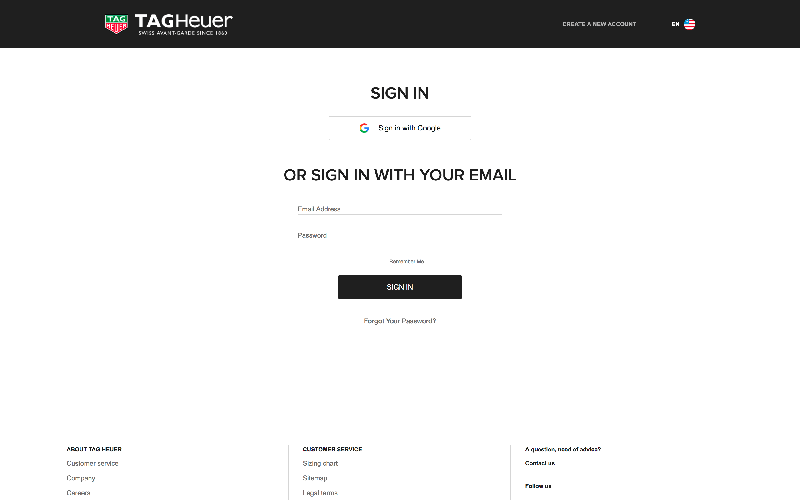 TAG
HEUER
TAGHeuer
SWISS AVANT-GARDE SINCE 1860
CREATE A NEW ACCOUNT
EN
SIGN IN
Sign in with Google
OR SIGN IN WITH YOUR EMAIL
Email Address
Password
Remember Me
SIGN IN
Forgot Your Password?
ABOUT TAG HEUER
Customer service
Company
Careers
CUSTOMER SERVICE
Sizing chart
Sitemap
Legal terms
A question, need of advice?
Contact us
Follow us